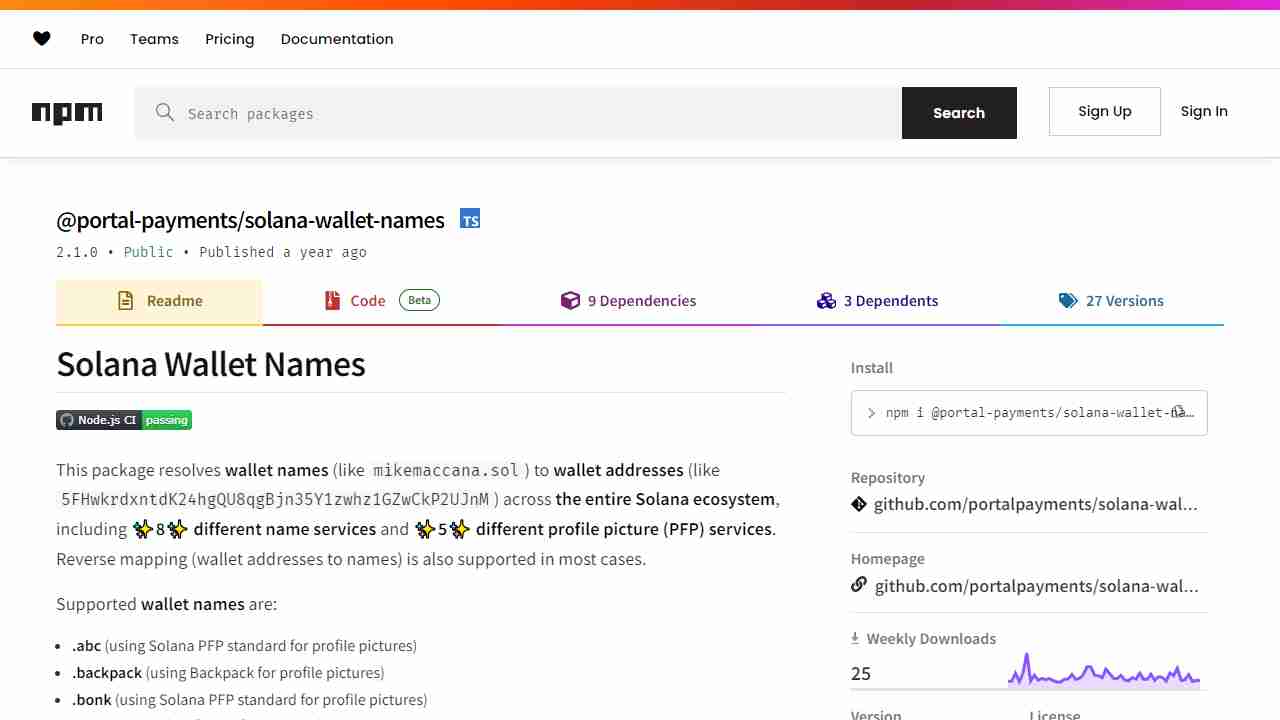 Pro Teams Pricing Documentation
npm Search packages Search Sign Up Sign In
@portal-payments/solana-wallet-names TS
2.1.0 • Public • Published a year ago
Readme Code Beta 9 Dependencies 3 Dependents 27 Versions
Solana Wallet Names
Node.js CI passing
This package resolves wallet names (like mikemaccana.sol ) to wallet addresses (like
5FHwkrdxntdK24hgQU8qgBjn35Y1zwhz1GZwCkP2UJnM ) across the entire Solana ecosystem,
including ✨8✨ different name services and ✨5✨ different profile picture (PFP) services.
Reverse mapping (wallet addresses to names) is also supported in most cases.
Supported wallet names are:
• .abc (using Solana PFP standard for profile pictures)
• .backpack (using Backpack for profile pictures)
• .bonk (using Solana PFP standard for profile pictures)
Install
> npm i @portal-payments/solana-wallet-na…
Repository
github.com/portalpayments/solana-wal...
Homepage
github.com/portalpayments/solana-wal...
Weekly Downloads
25
Version License